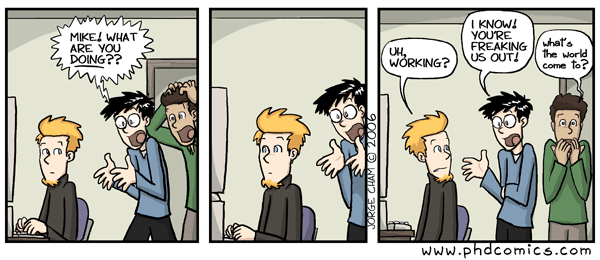 MIKE! WHAT
ARE YOU
DOING??
JORGE CHAM © 2006
UH,
WORKING?
I KNOW!
YOU'RE
FREAKING
US OUT!
what's
the world
come to?
www.phdcomics.com